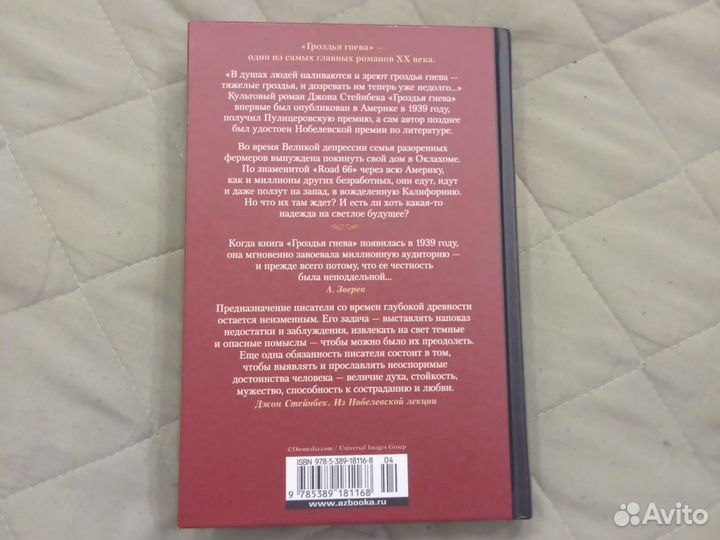 «Гроздья гнева» —
один из самых главных романов XX века.
«В душах людей наливаются и зреют гроздья гнева —
тяжелые гроздья, и дозревать им теперь уже недолго...»
Культовый роман Джона Стейнбека «Гроздья гнева»
впервые был опубликован в Америке в 1939 году,
получил Пулицеровскую премию, а сам автор позднее
был удостоен Нобелевской премии по литературе.
Во время Великой депрессии семья разоренных
фермеров вынуждена покинуть свой дом в Оклахоме.
По знаменитой «Road 66» через всю Америку,
как и миллионы других безработных, они едут, идут
и даже ползут на запад, в вожделенную Калифорнию.
Но что их там ждет? И есть ли хоть какая-то
надежда на светлое будущее?
Когда книга «Гроздья гнева» появилась в 1939 году,
она мгновенно завоевала миллионную аудиторию —
и прежде всего потому, что ее честность
была неподдельной...
А. Зверев
Предназначение писателя со времен глубокой древности
остается неизменным. Его задача — выставлять напоказ
недостатки и заблуждения, извлекать на свет темные
и опасные помыслы — чтобы можно было их преодолеть.
Еще одна обязанность писателя состоит в том,
чтобы выявлять и прославлять неоспоримые
достоинства человека — величие духа, стойкость,
мужество, способность к состраданию и любви.
Джон Стейнбек. Из Нобелевской лекции
©Diomedia.com / Universal Images Group
ISBN 978-5-389-18116-8
04
9 785389 181168
www.azbooka.ru
Avito